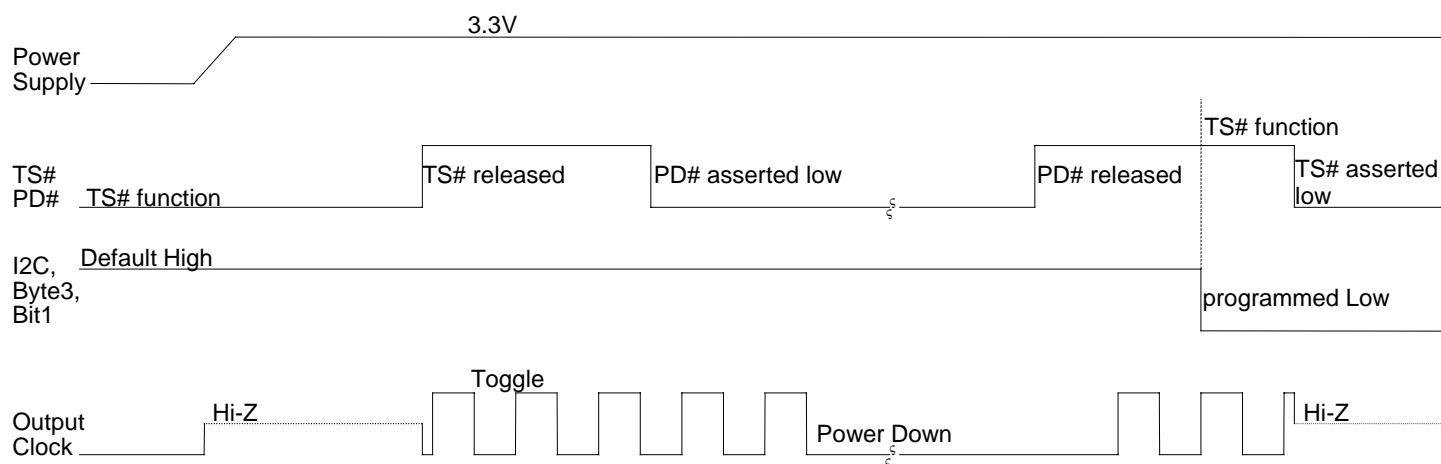 3.3V
Power
Supply
TS# function
TS#
PD#
TS# function
TS# released
PD# asserted low
PD# released
TS# asserted
low
I2C,
Byte3,
Bit1
Default High
programmed Low
Toggle
Output
Clock
Hi-Z
Power Down
Hi-Z